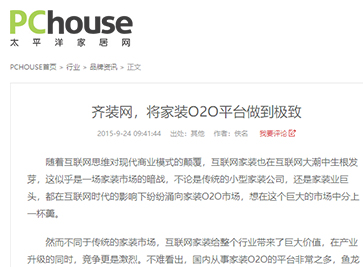 PChouse
太平洋家居网
PCHOUSE首页 > 行业 > 品牌资讯 > 正文
齐装网，将家装O2O平台做到极致
2015-9-24 09:41:44 出处：其他 作者：佚名 我要评论
随着互联网思维对现代商业模式的颠覆，互联网家装也在互联网大潮中生根发
芽，这似乎是一场家装市场的暗战，不论是传统的小型家装公司，还是家装业巨
头，都在互联网时代的影响下纷纷涌向家装O2O市场，想在这个巨大的市场中分上
一杯羹。
然而不同于传统的家装市场，互联网家装给整个行业带来了巨大价值，在产业
升级的同时，竞争更是激烈。不难看出，国内从事家装O2O的平台非常之多，鱼龙